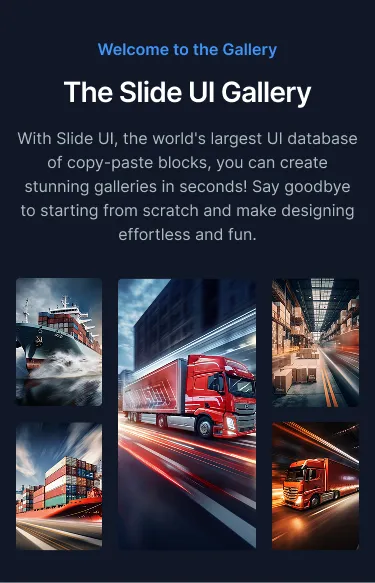 Welcome to the Gallery
The Slide UI Gallery
With Slide UI, the world's largest UI database
of copy-paste blocks, you can create
stunning galleries in seconds! Say goodbye
to starting from scratch and make designing
effortless and fun.